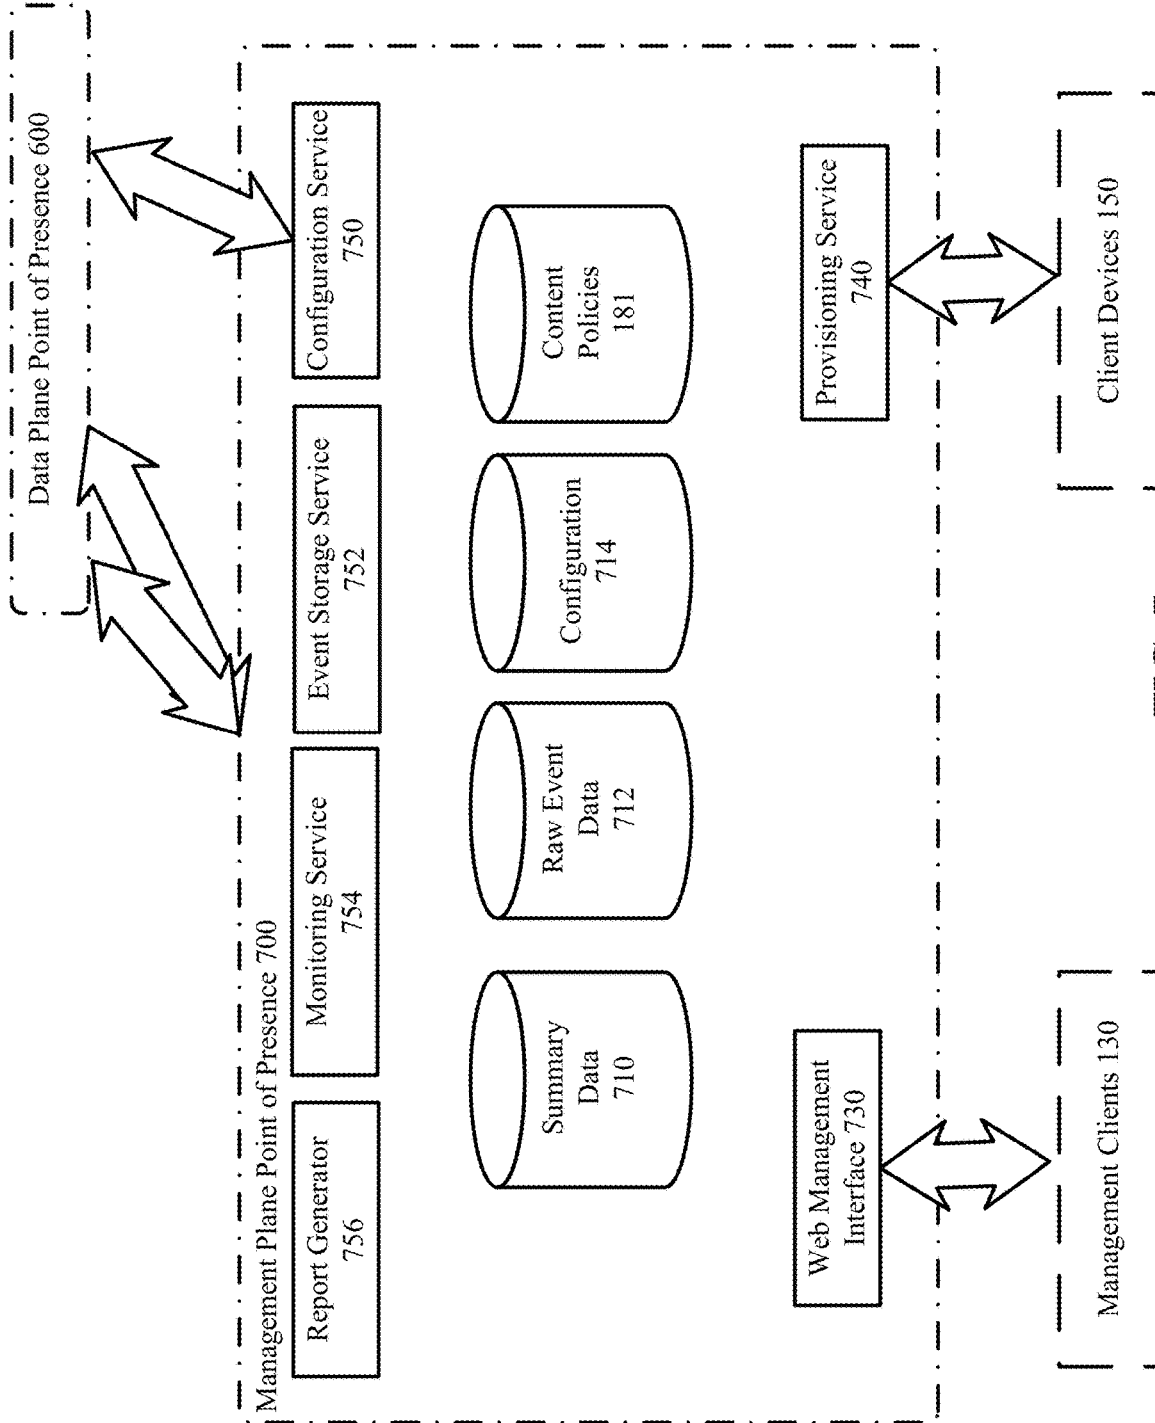 Data Plane Point of Presence 600
Management Plane Point of Presence 700
Report Generator
756
Monitoring Service
754
Event Storage Service
752
Configuration Service
750
Summary
Data
710
Raw Event
Data
712
Configuration
714
Content
Policies
181
Web Management
Interface 730
Provisioning Service
740
Management Clients 130
Client Devices 150